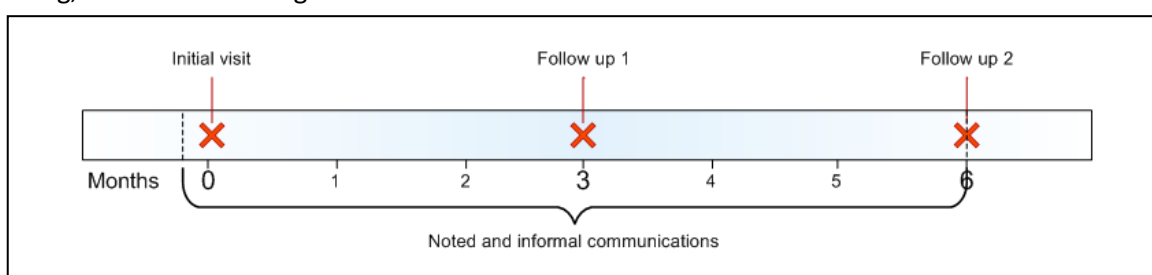 Initial visit Follow up 1 Follow up 2
Months 0 1 2 3 4 5 6
Noted and informal communications